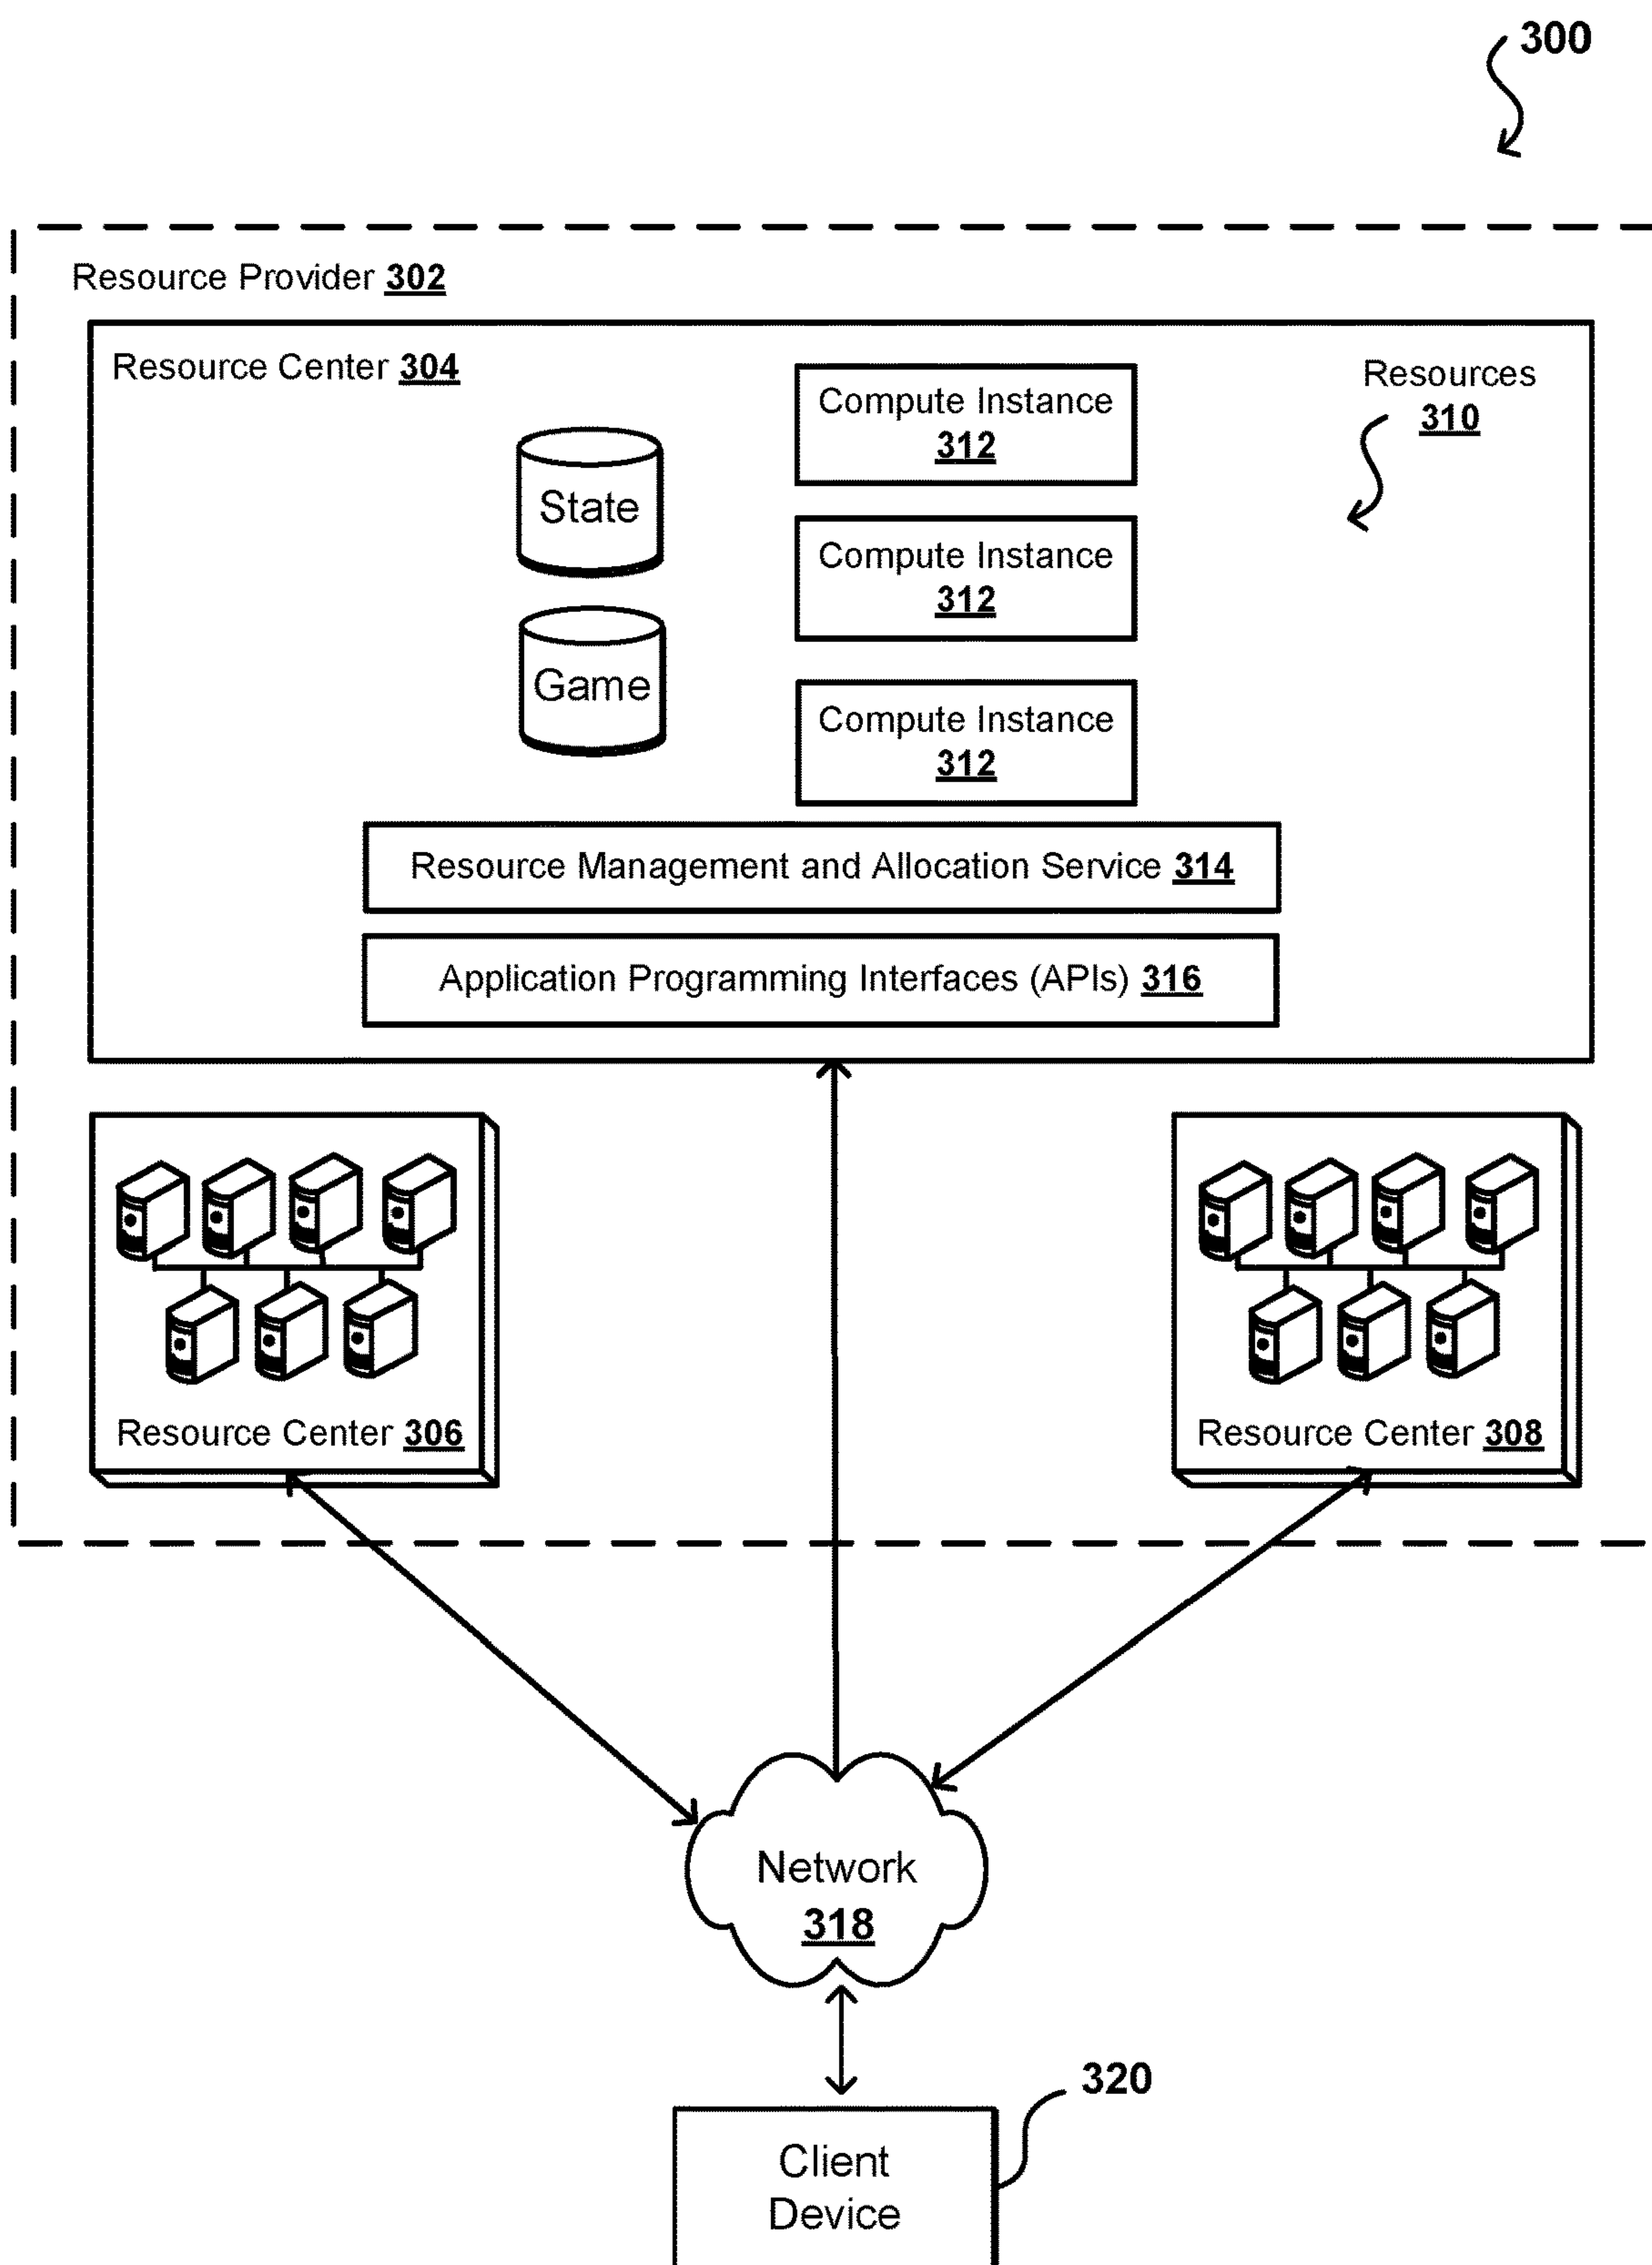 300
Resource Provider 302
Resource Center 304
Resources
310
Compute Instance
312
State
Compute Instance
312
Game
Compute Instance
312
Resource Management and Allocation Service 314
Application Programming Interfaces (APIs) 316
Resource Center 306
Resource Center 308
Network
318
320
Client
Device